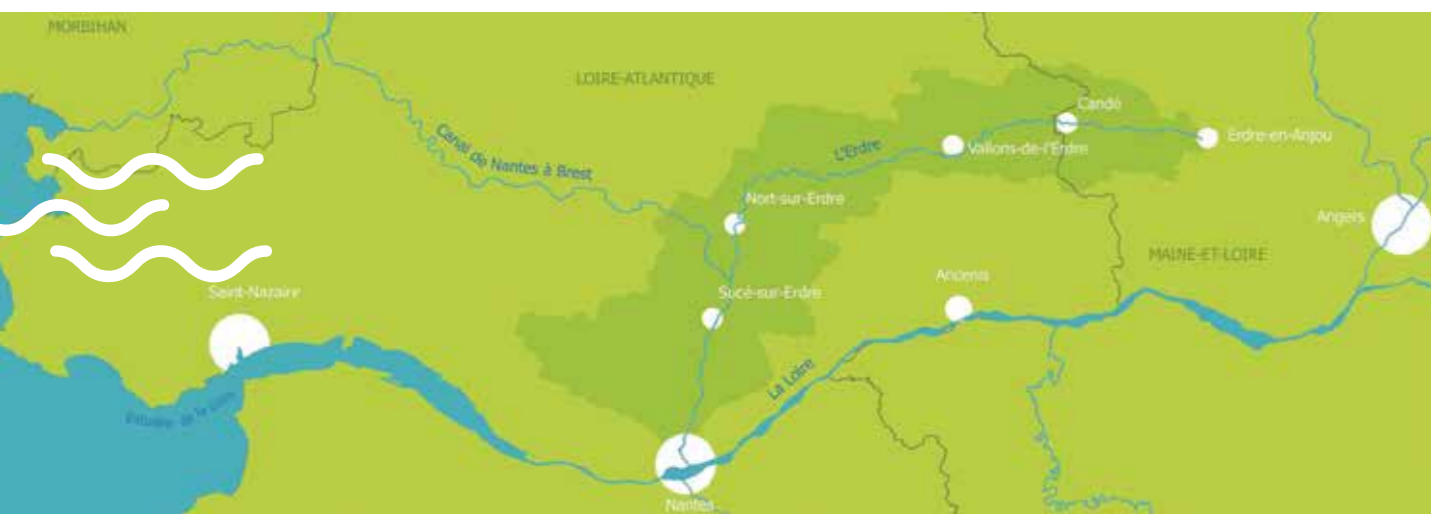 MORBIHAN
LOIRE-ATLANTIQUE
Candé
Erdre-en-Anjou
Canal de Nantes à Brest
L'Erdre
Vallons-de-l'Erdre
Nort-sur-Erdre
Angers
MAINE-ET-LOIRE
Ancenis
Saint-Nazaire
Sucé-sur-Erdre
La Loire
Estuaire de la Loire
Nantes